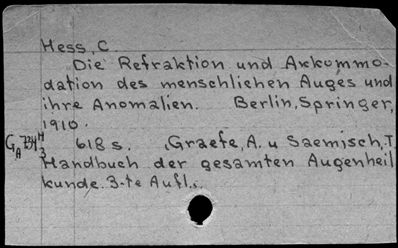 Hess, C.
Die Refraktion und Akkommo-
dation des menschlichen Auges und
ihre Anomalien. Berlin, Springer,
1910.
618 s. Graefe, A. u Saemisch, T.
Handbuch der gesamten Augenheil
kunde. 3-te Aufl..